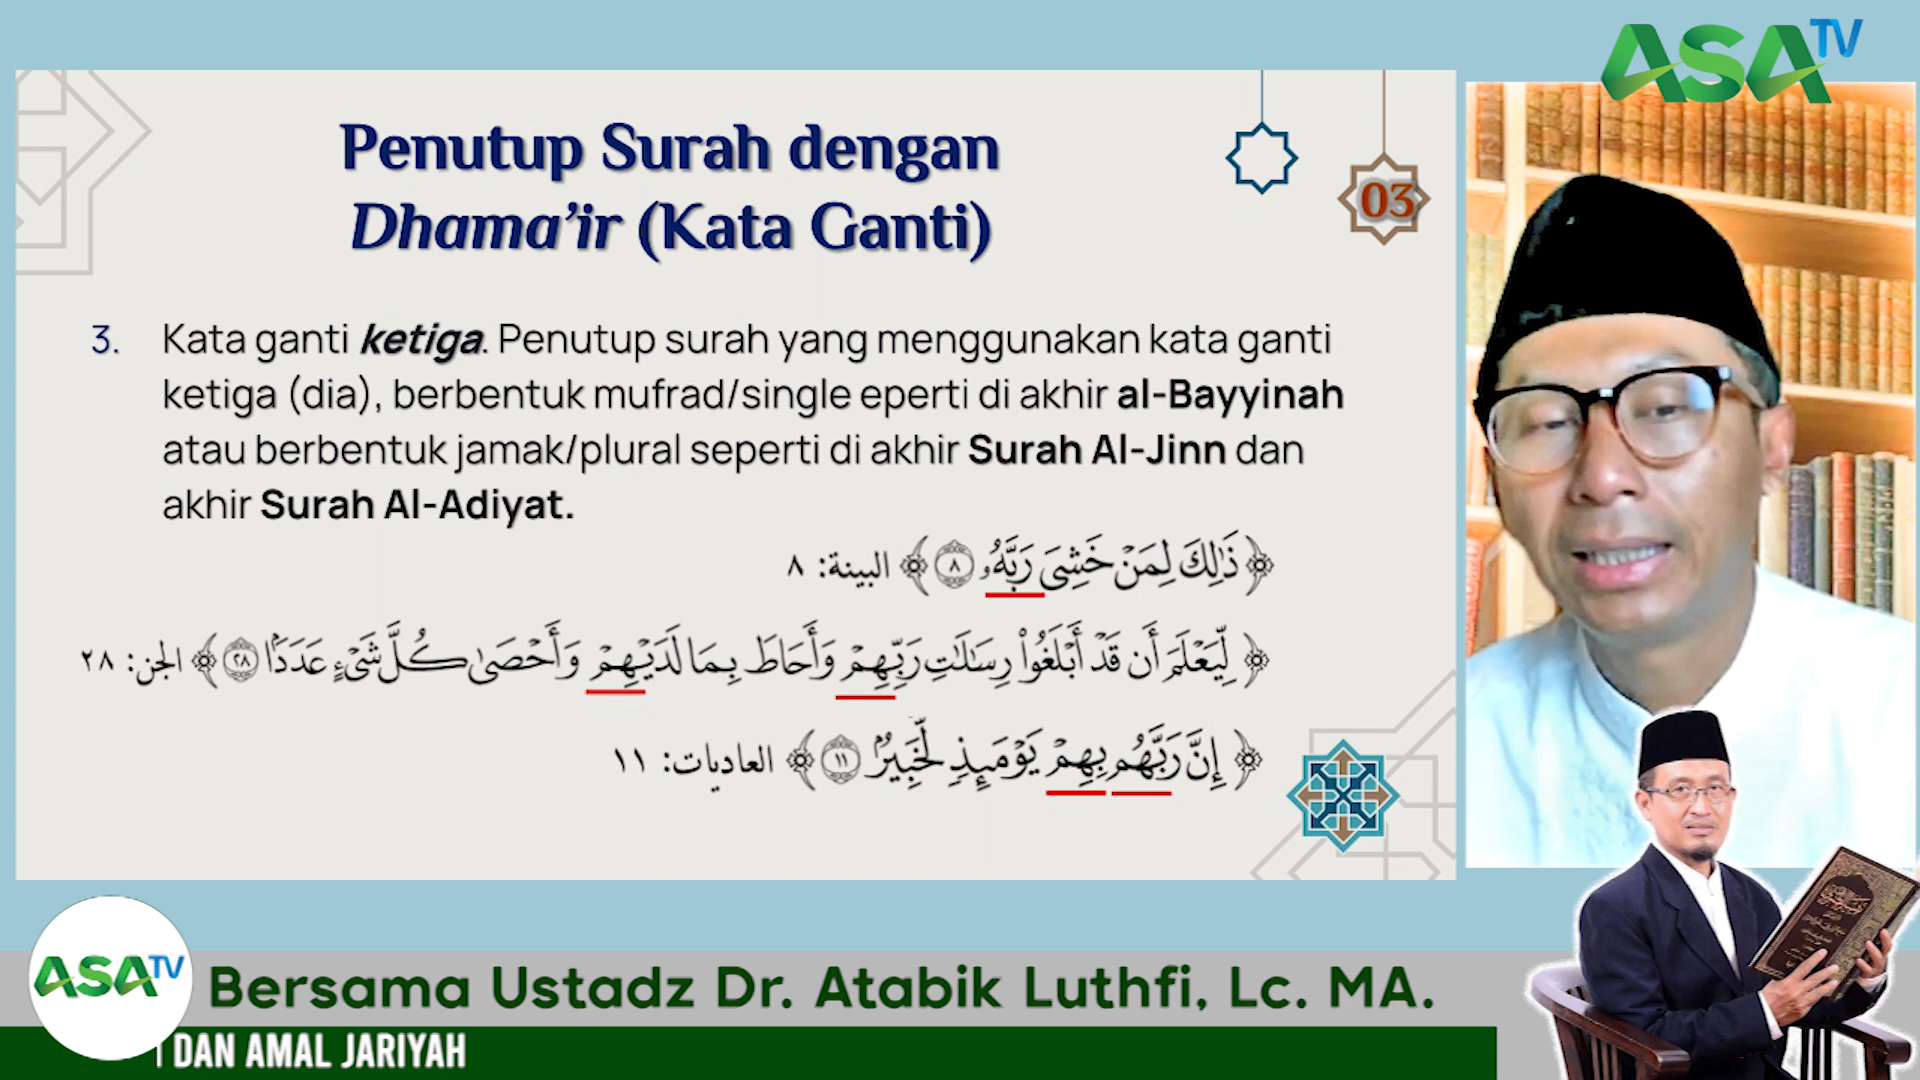 ASA TV
Penutup Surah dengan
Dhama’ir (Kata Ganti)
03
3. Kata ganti ketiga. Penutup surah yang menggunakan kata ganti
ketiga (dia), berbentuk mufrad/single eperti di akhir al-Bayyinah
atau berbentuk jamak/plural seperti di akhir Surah Al-Jinn dan
akhir Surah Al-Adiyat.
﴿ذَٰلِكَ لِمَنْ خَشِىَ رَبَّهُۥ ٨﴾ البينة: ٨
﴿لِّيَعْلَمَ أَن قَدْ أَبْلَغُوا۟ رِسَـٰلَـٰتِ رَبِّهِمْ وَأَحَاطَ بِمَا لَدَيْهِمْ وَأَحْصَىٰ كُلَّ شَىْءٍ عَدَدًۢا ٢٨﴾ الجن: ٢٨
﴿إِنَّ رَبَّهُم بِهِمْ يَوْمَئِذٍ لَّخَبِيرٌۢ ١١﴾ العاديات: ١١
ASA TV
Bersama Ustadz Dr. Atabik Luthfi, Lc. MA.
DAN AMAL JARIYAH